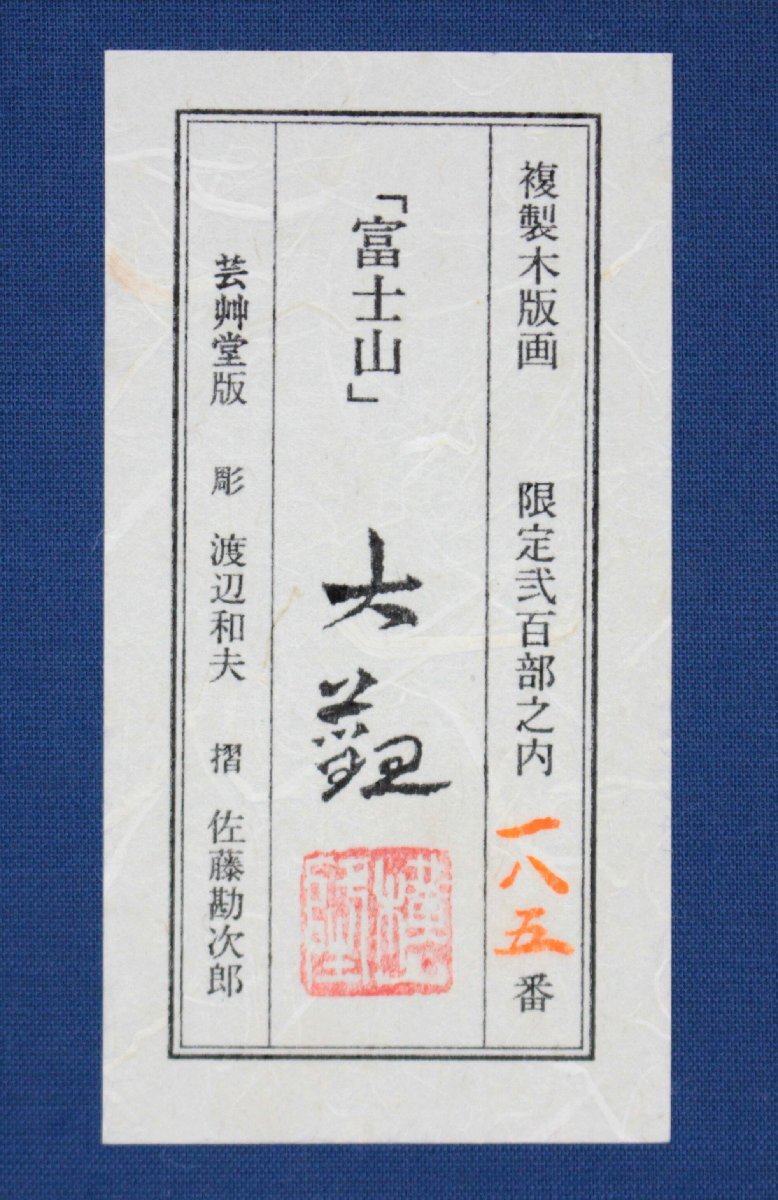 複製木版画 限定弐百部之内 一八五番
「富士山」 大観
芸艸堂版 彫 渡辺和夫 摺 佐藤勘次郎